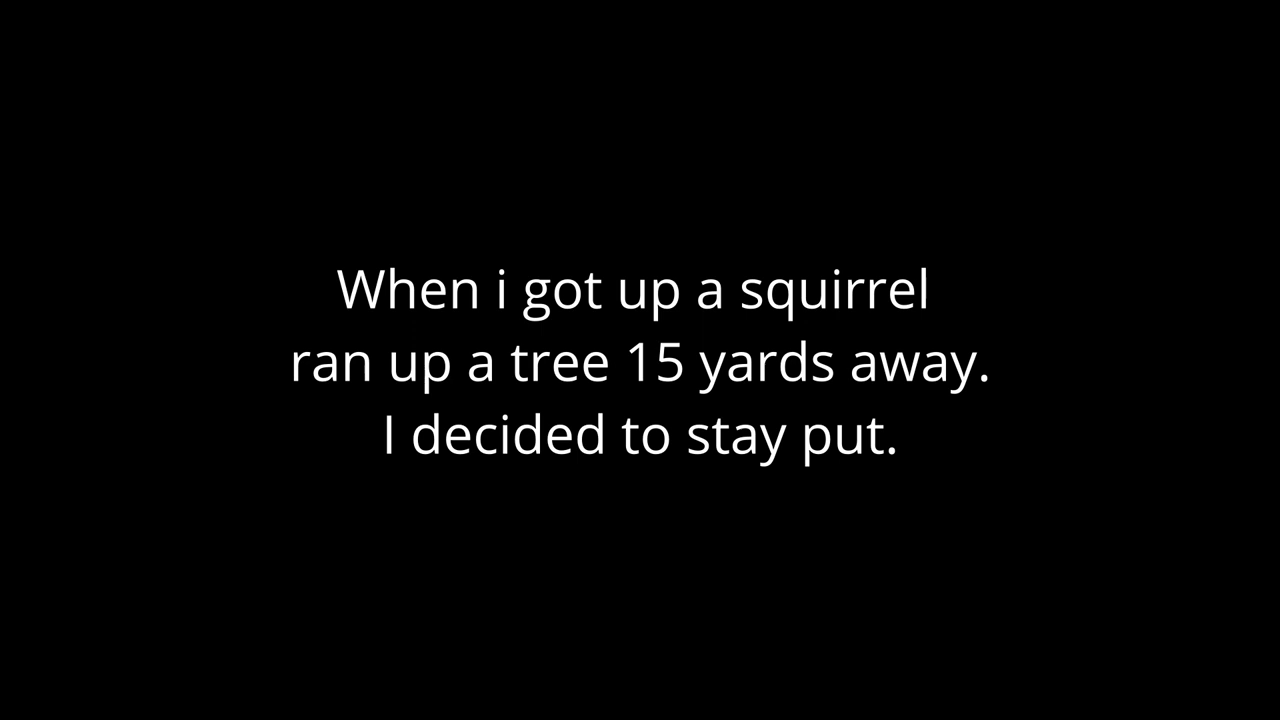 When i got up a squirrel
ran up a tree 15 yards away.
I decided to stay put.